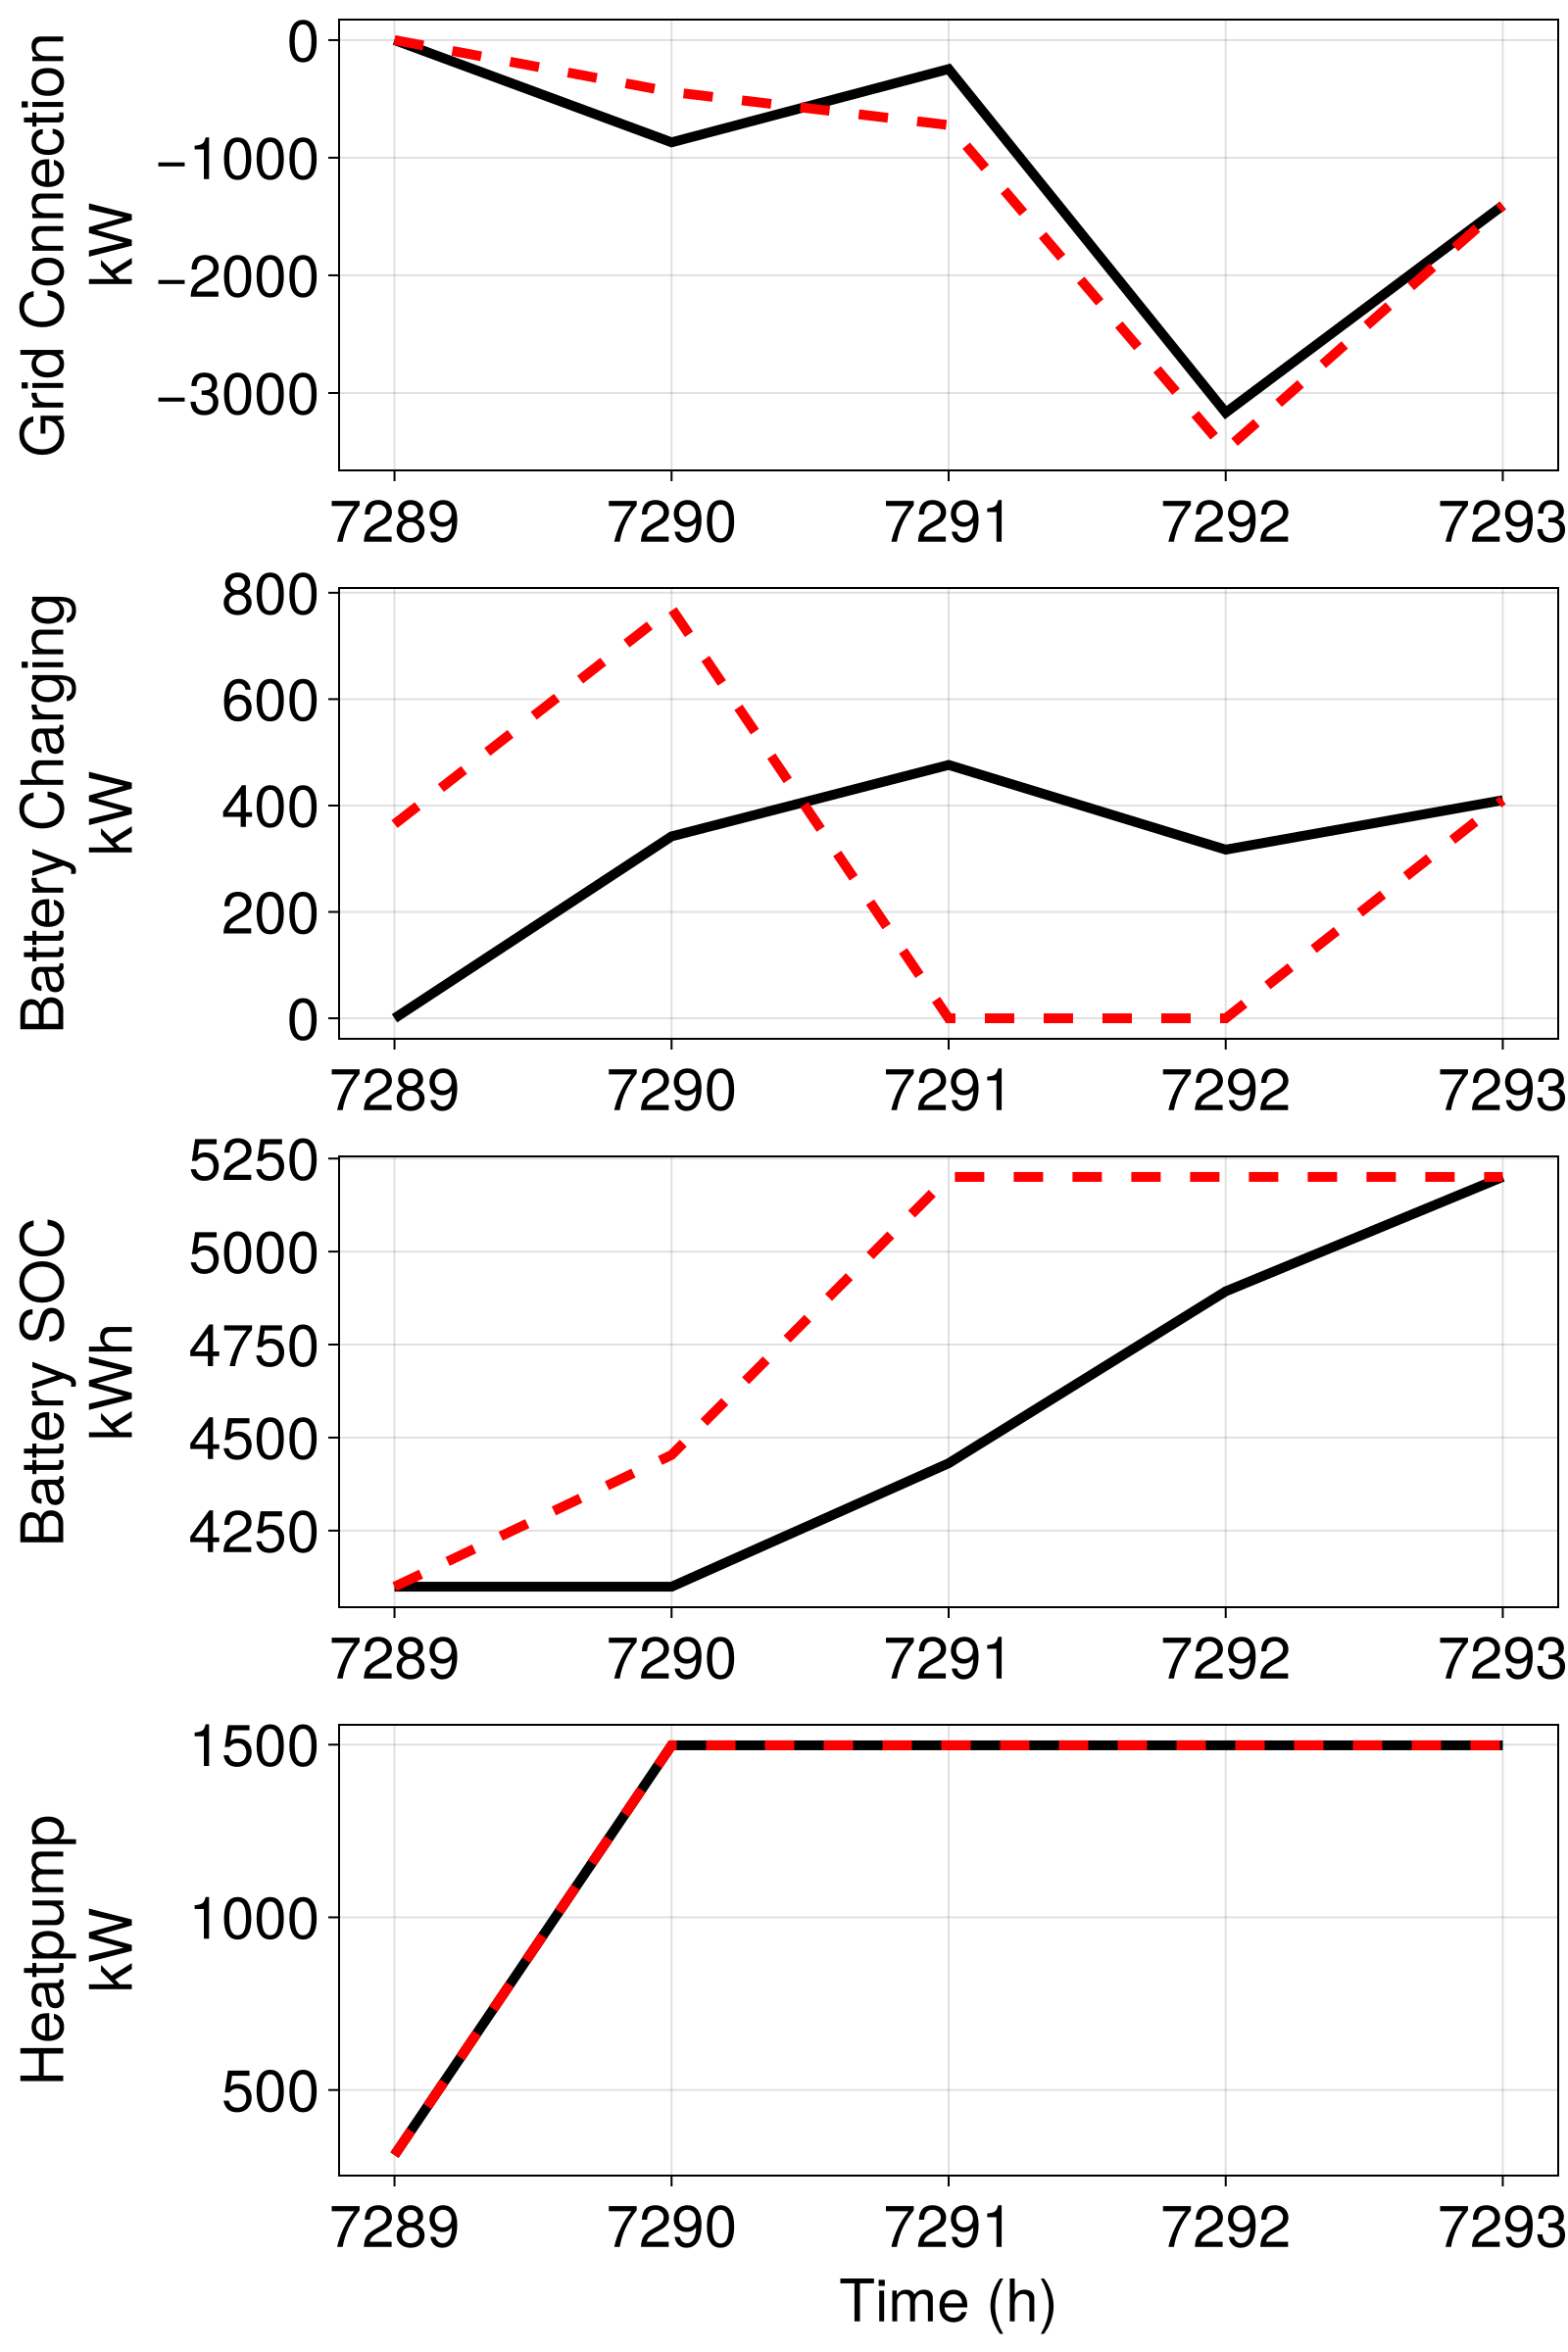 Grid Connection
kW
0
−1000
−2000
−3000
7289 7290 7291 7292 7293
Battery Charging
kW
800
600
400
200
0
7289 7290 7291 7292 7293
Battery SOC
kWh
5250
5000
4750
4500
4250
7289 7290 7291 7292 7293
Heatpump
kW
1500
1000
500
7289 7290 7291 7292 7293
Time (h)